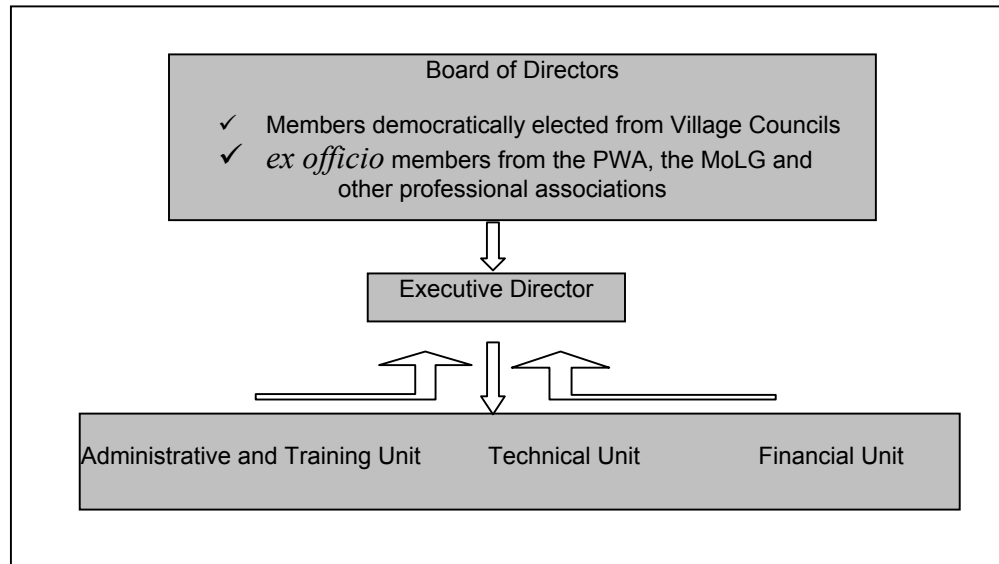 Board of Directors
✓ Members democratically elected from Village Councils
✓ ex officio members from the PWA, the MoLG and
other professional associations
Executive Director
Administrative and Training Unit Technical Unit Financial Unit